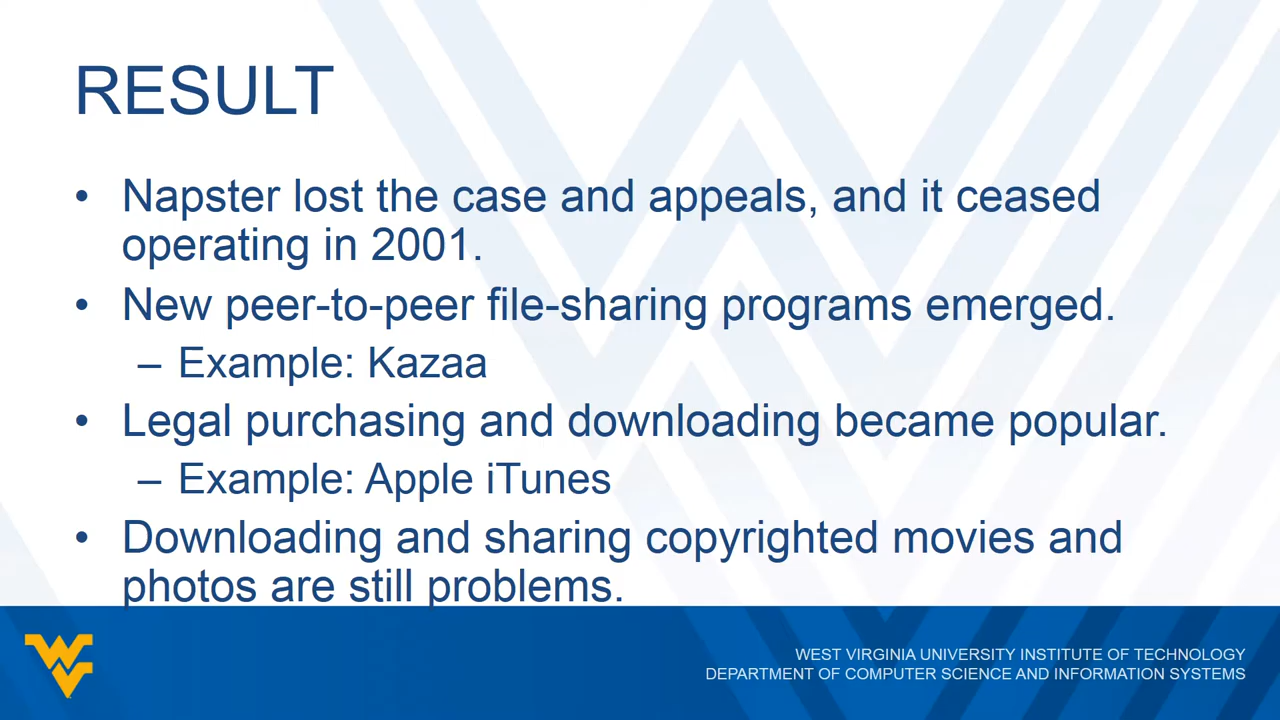 RESULT
• Napster lost the case and appeals, and it ceased
operating in 2001.
• New peer-to-peer file-sharing programs emerged.
– Example: Kazaa
• Legal purchasing and downloading became popular.
– Example: Apple iTunes
• Downloading and sharing copyrighted movies and
photos are still problems.
WV
WEST VIRGINIA UNIVERSITY INSTITUTE OF TECHNOLOGY
DEPARTMENT OF COMPUTER SCIENCE AND INFORMATION SYSTEMS